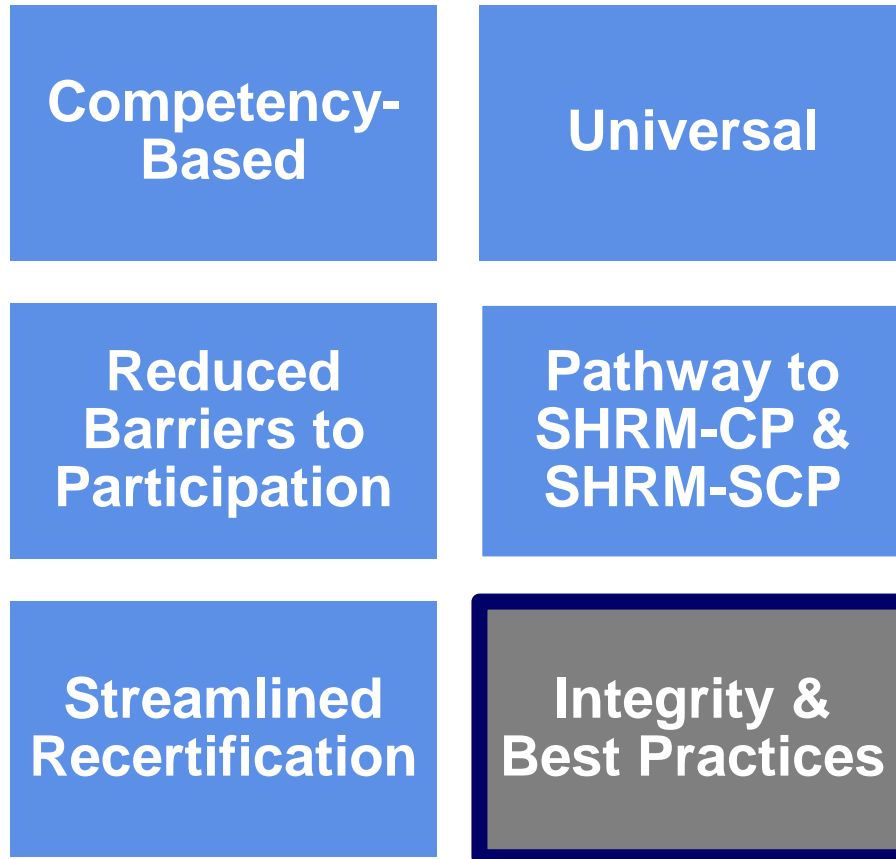 Competency-
Based
Universal
Reduced
Barriers to
Participation
Pathway to
SHRM-CP &
SHRM-SCP
Streamlined
Recertification
Integrity &
Best Practices